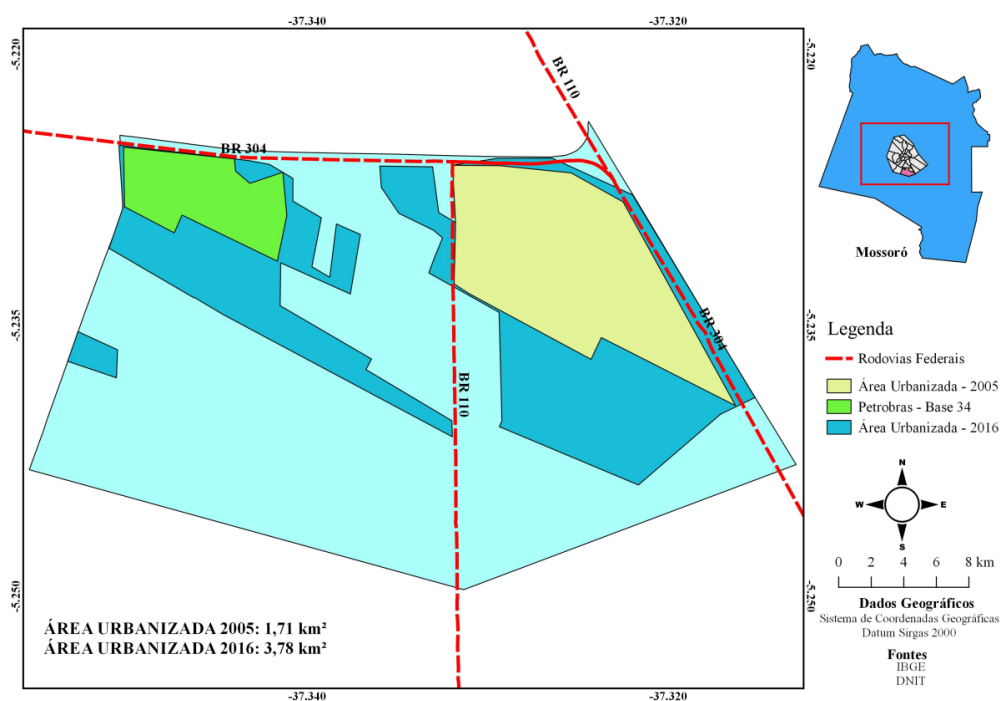 -37.340
-37.320
-5.220
-5.220
BR 110
BR 304
Mossoró
-5.235
BR 304
-5.235
BR 110
Legenda
Rodovias Federais
Área Urbanizada - 2005
Petrobras - Base 34
Área Urbanizada - 2016
N
W
E
S
0 2 4 6 8 km
-5.250
-5.250
Dados Geográficos
Sistema de Coordenadas Geográficas
Datum Sirgas 2000
Fontes
IBGE
DNIT
ÁREA URBANIZADA 2005: 1,71 km²
ÁREA URBANIZADA 2016: 3,78 km²
-37.340
-37.320